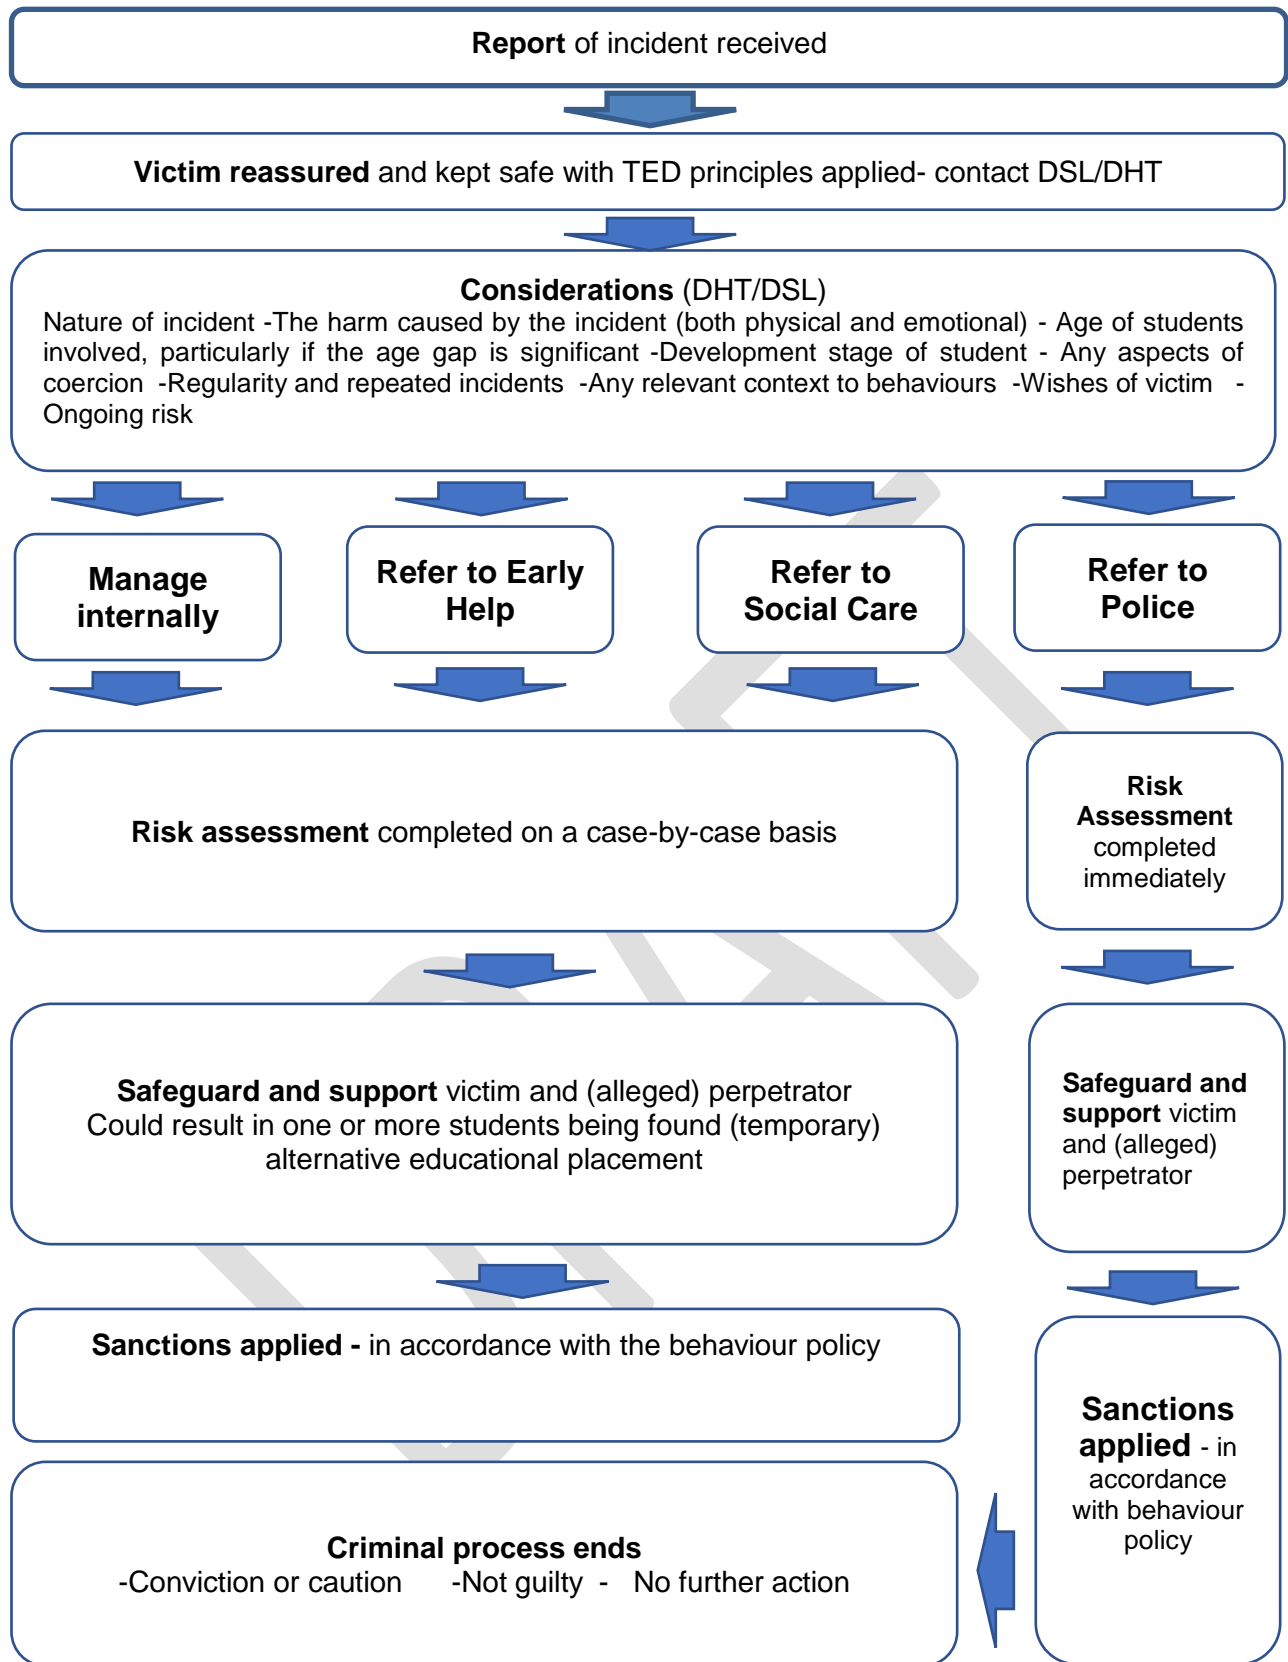 Report of incident received
Victim reassured and kept safe with TED principles applied- contact DSL/DHT
Considerations (DHT/DSL)
Nature of incident -The harm caused by the incident (both physical and emotional) - Age of students
involved, particularly if the age gap is significant -Development stage of student - Any aspects of
coercion -Regularity and repeated incidents -Any relevant context to behaviours -Wishes of victim -
Ongoing risk
Manage
internally
Refer to Early
Help
Refer to
Social Care
Refer to
Police
Risk assessment completed on a case-by-case basis
Risk
Assessment
completed
immediately
Safeguard and support victim and (alleged) perpetrator
Could result in one or more students being found (temporary)
alternative educational placement
Safeguard and
support victim
and (alleged)
perpetrator
Sanctions applied - in accordance with the behaviour policy
Sanctions
applied - in
accordance
with behaviour
policy
Criminal process ends
-Conviction or caution -Not guilty - No further action
DRAFT